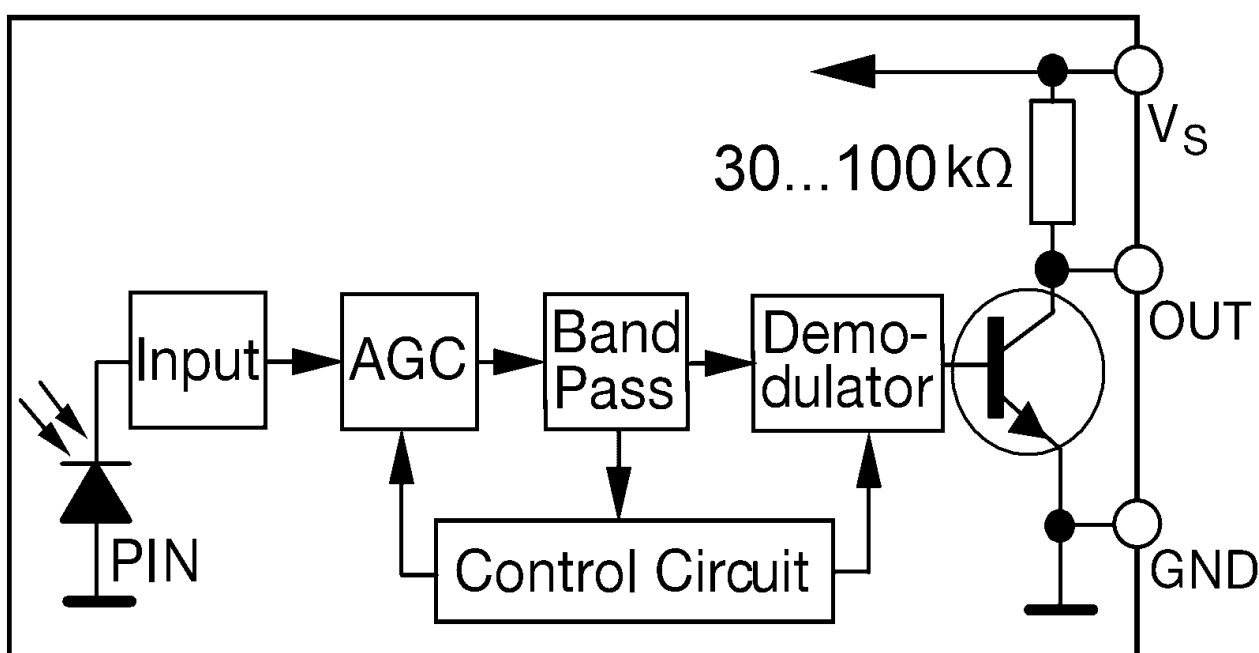 V_S
30...100 kΩ
OUT
Input
AGC
Band
Pass
Demo-
dulator
PIN
Control Circuit
GND